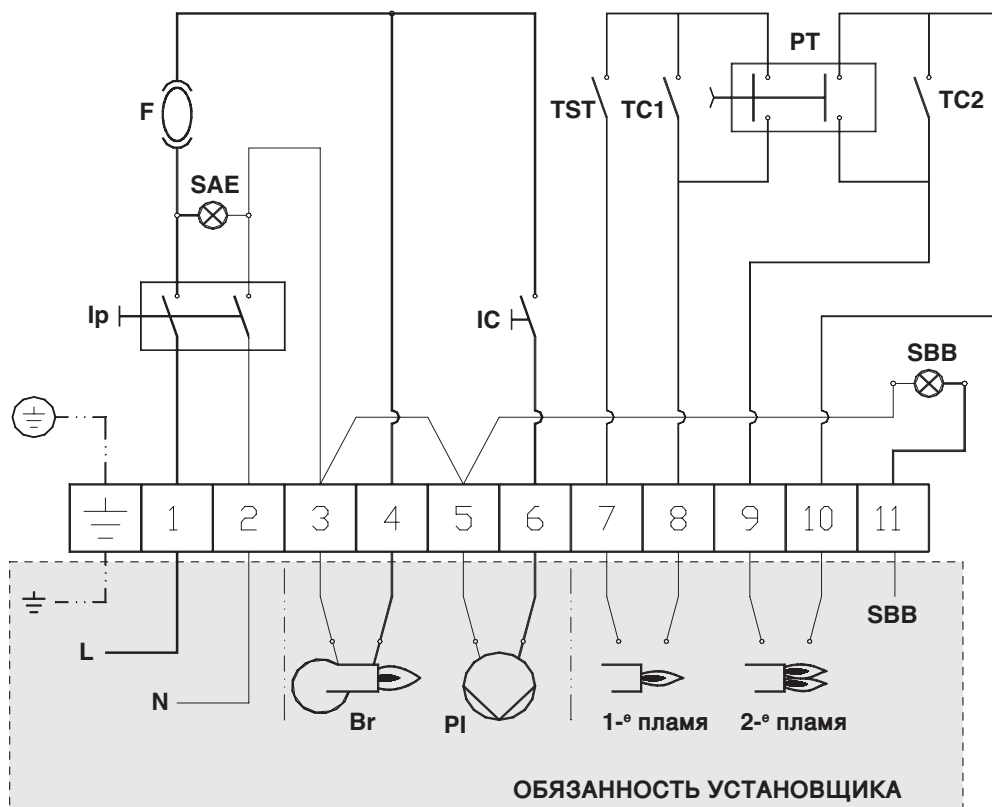 PT
F
TST
TC1
TC2
SAE
Ip
IC
SBB
1 2 3 4 5 6 7 8 9 10 11
SBB
L
N
Br
PI
1-е пламя
2-е пламя
ОБЯЗАННОСТЬ УСТАНОВЩИКА